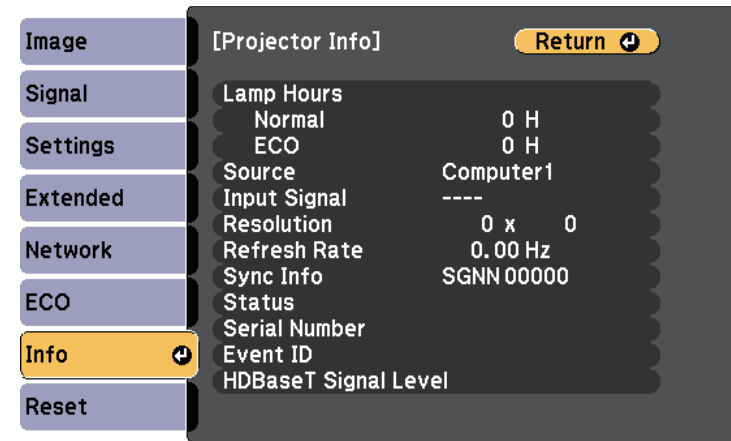 Image
Signal
Settings
Extended
Network
ECO
Info
Reset
[Projector Info] Return
Lamp Hours
Normal 0 H
ECO 0 H
Source Computer1
Input Signal ----
Resolution 0 x 0
Refresh Rate 0.00 Hz
Sync Info SGNN 00000
Status
Serial Number
Event ID
HDBaseT Signal Level